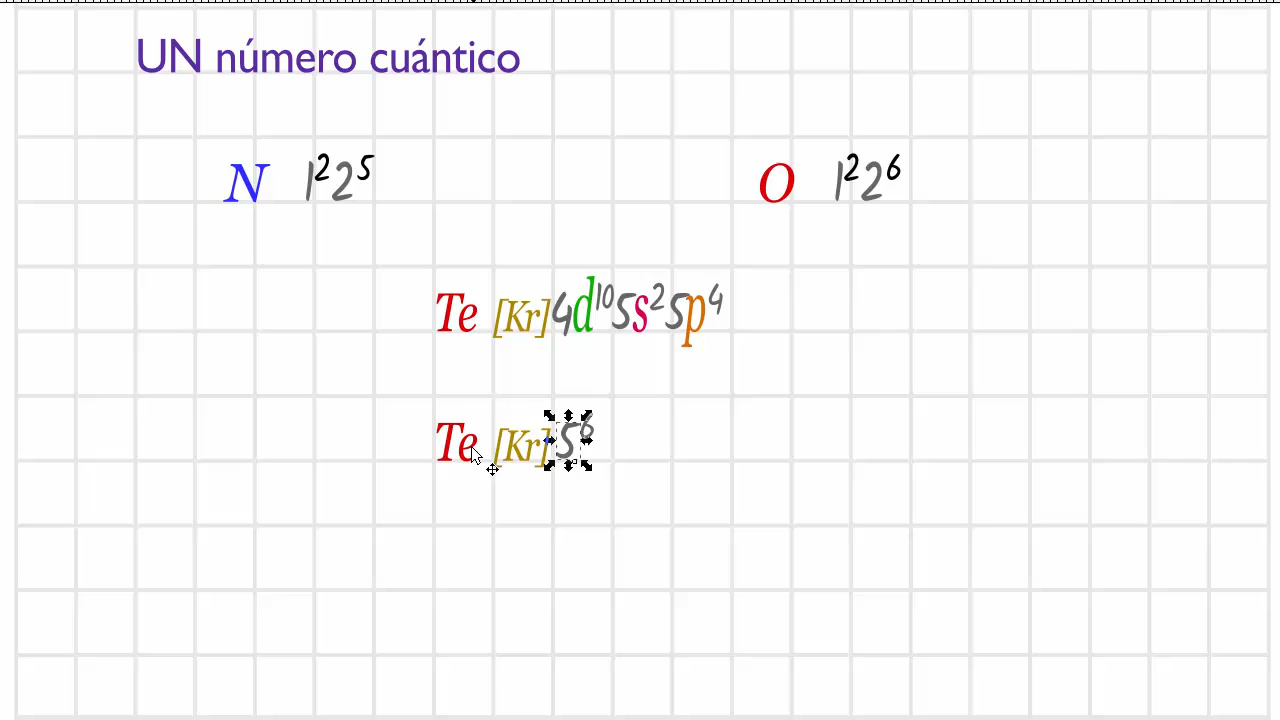 UN número cuántico
N 1²2⁵ O 1²2⁶
Te [Kr]4d¹⁰5s²5p⁴
Te [Kr]5⁶